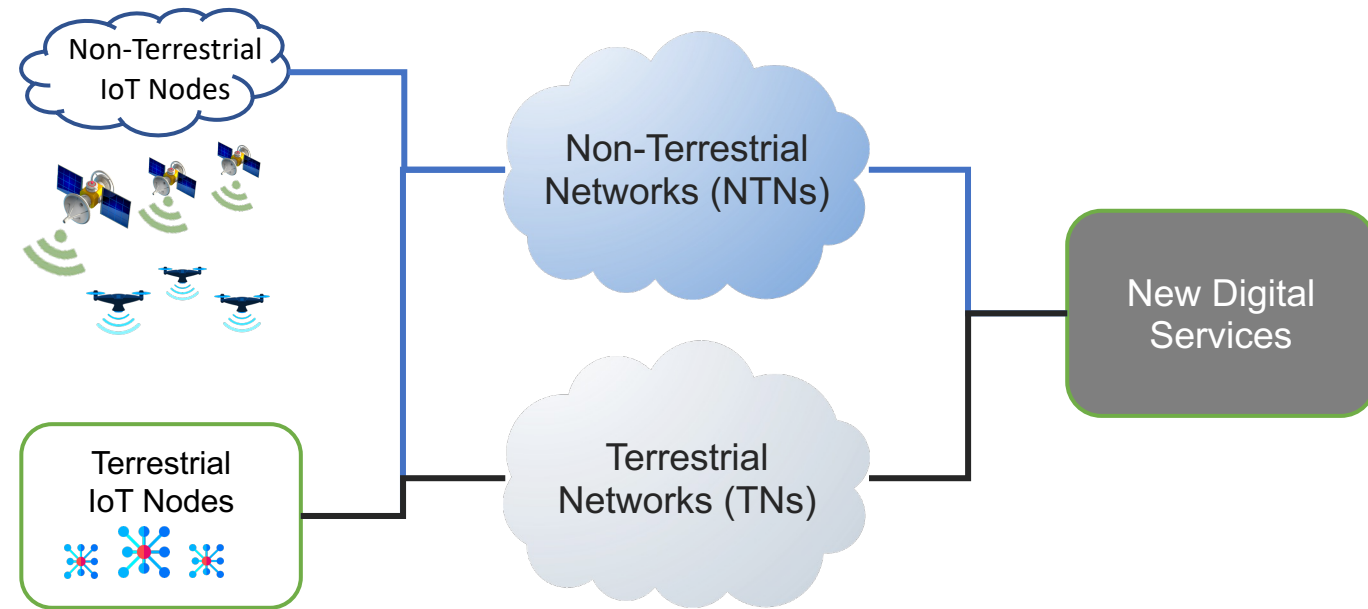 Non-Terrestrial
IoT Nodes
Non-Terrestrial
Networks (NTNs)
New Digital
Services
Terrestrial
IoT Nodes
Terrestrial
Networks (TNs)